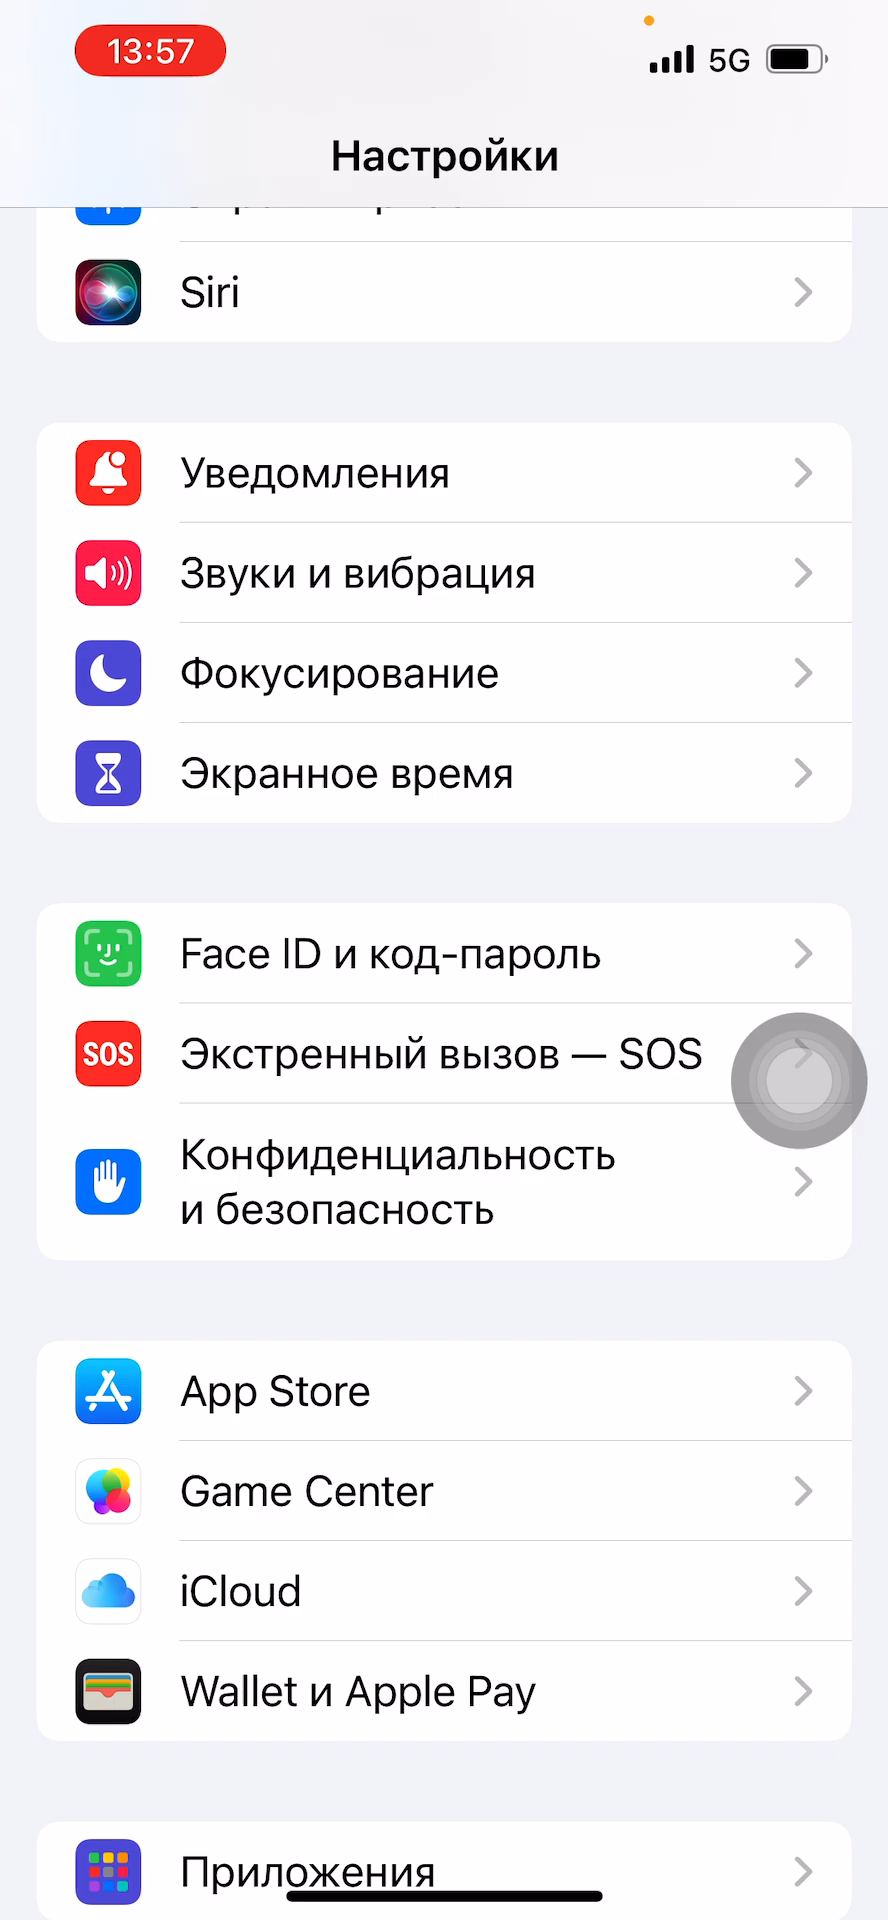 13:57
5G
Настройки
Siri
Уведомления
Звуки и вибрация
Фокусирование
Экранное время
Face ID и код-пароль
SOS
Экстренный вызов — SOS
Конфиденциальность
и безопасность
App Store
Game Center
iCloud
Wallet и Apple Pay
Приложения